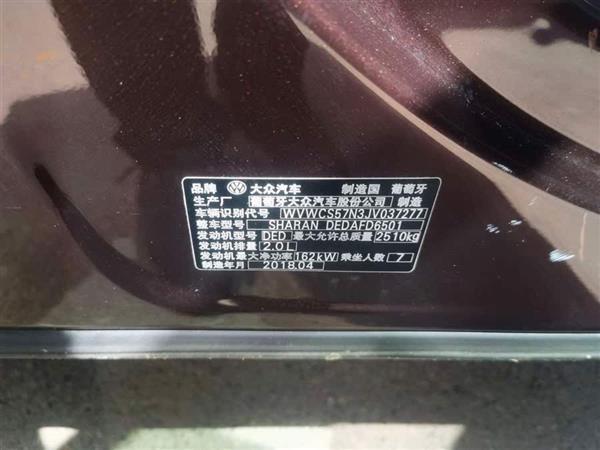 品牌 大众汽车 制造国 葡萄牙
生产厂 葡萄牙大众汽车股份公司 制造
车辆识别代号 WVWCS57N3JV037277
整车型号 SHARAN DEDAFD6501
发动机型号 DED 最大允许总质量 2510kg
发动机排量 2.0L
发动机最大净功率 162kW 乘坐人数 7
制造年月 2018.04